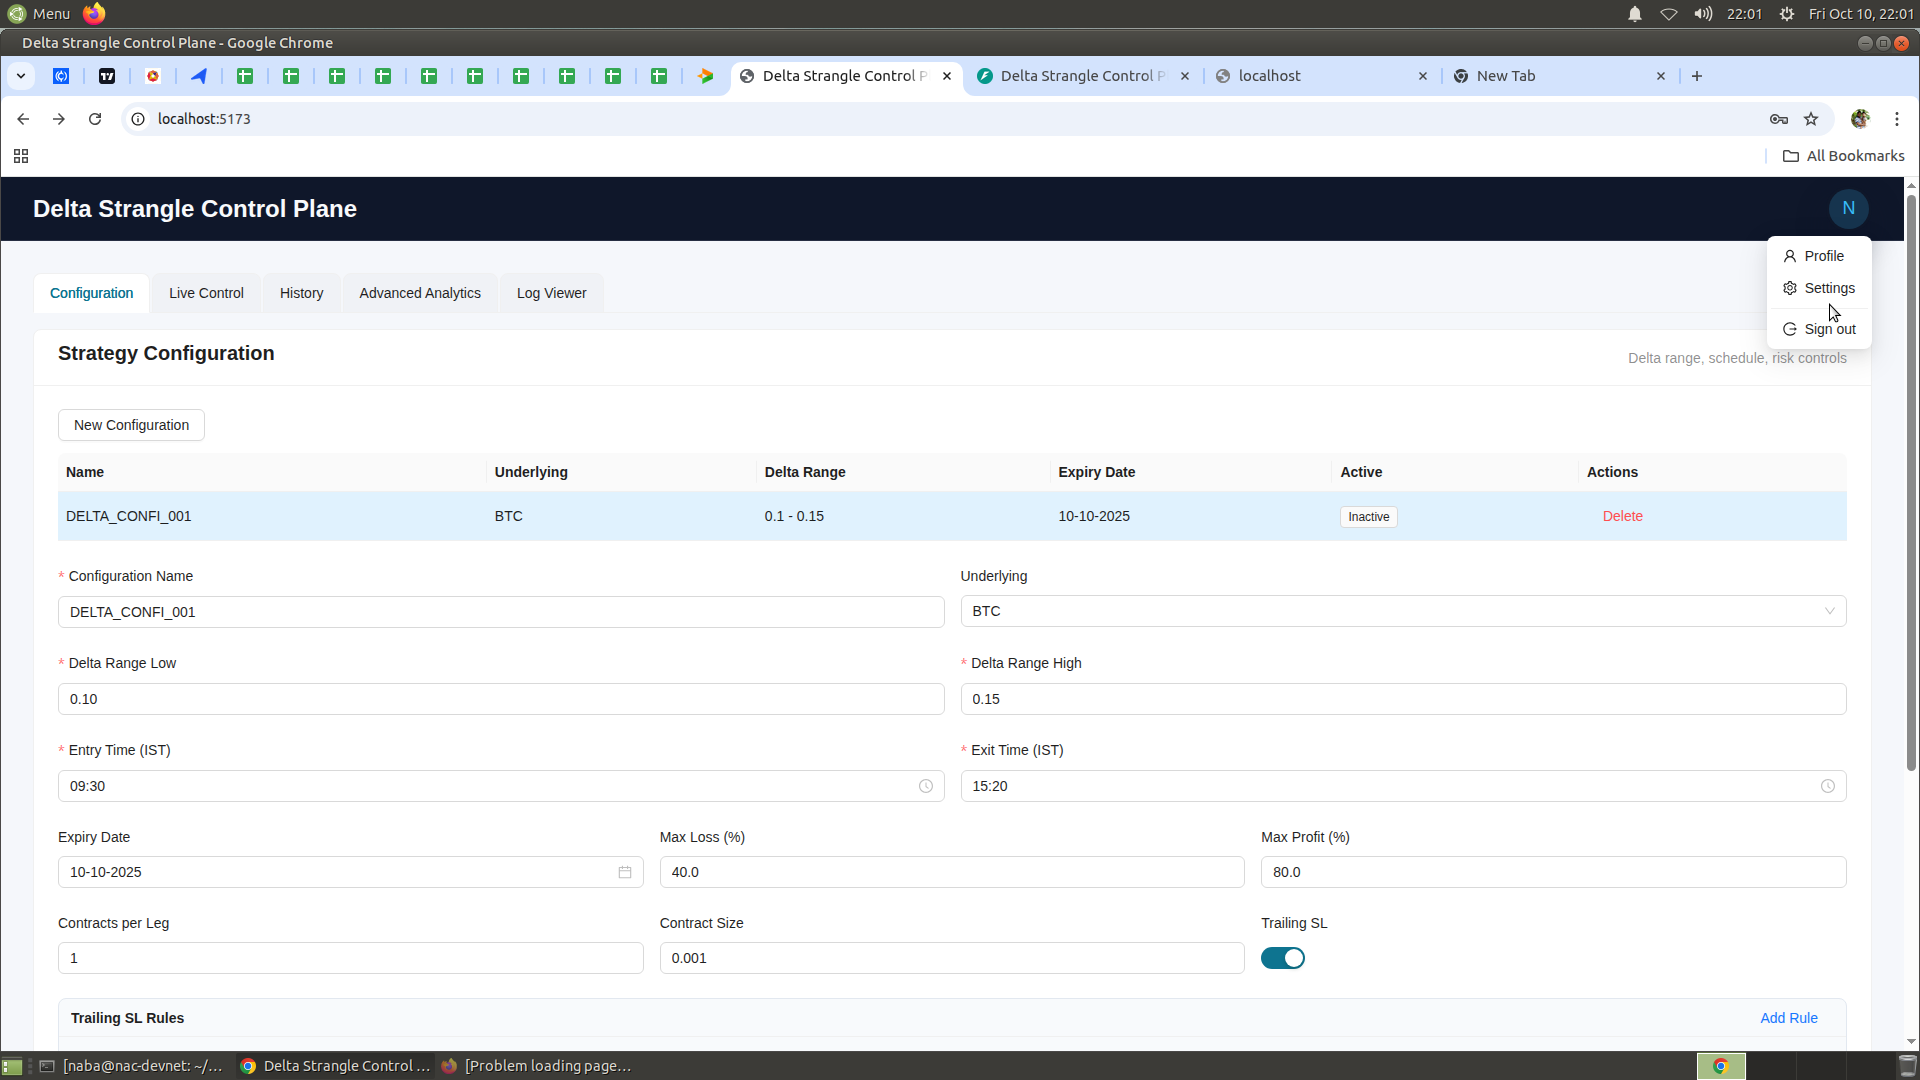 Menu
22:01
Fri Oct 10, 22:01
Delta Strangle Control Plane - Google Chrome
Delta Strangle Control P
Delta Strangle Control P
localhost
New Tab
localhost:5173
All Bookmarks
Delta Strangle Control Plane
N
Profile
Settings
Sign out
Configuration
Live Control
History
Advanced Analytics
Log Viewer
Strategy Configuration
Delta range, schedule, risk controls
New Configuration
Name Underlying Delta Range Expiry Date Active Actions
DELTA_CONFI_001 BTC 0.1 - 0.15 10-10-2025 Inactive Delete
* Configuration Name
Underlying
DELTA_CONFI_001
BTC
* Delta Range Low
* Delta Range High
0.10
0.15
* Entry Time (IST)
* Exit Time (IST)
09:30
15:20
Expiry Date
Max Loss (%)
Max Profit (%)
10-10-2025
40.0
80.0
Contracts per Leg
Contract Size
Trailing SL
1
0.001
Trailing SL Rules
Add Rule
[naba@nac-devnet: ~/...
Delta Strangle Control ...
[Problem loading page...